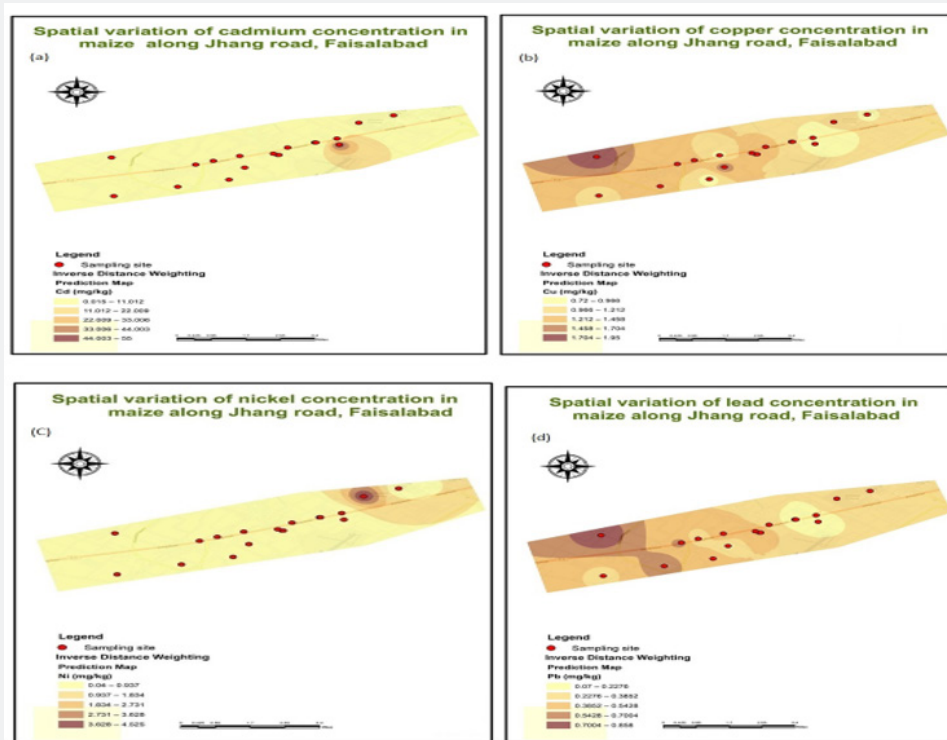 Spatial variation of cadmium concentration in
maize along Jhang road, Faisalabad
(a)
Legend
Sampling site
Inverse Distance Weighting
Prediction Map
Cd (mg/kg)
0.015 – 11.012
11.012 – 22.009
22.009 – 33.006
33.006 – 44.003
44.003 – 55
Spatial variation of copper concentration in
maize along Jhang road, Faisalabad
(b)
Legend
Sampling site
Inverse Distance Weighting
Prediction Map
Cu (mg/kg)
0.72 – 0.966
0.966 – 1.212
1.212 – 1.458
1.458 – 1.704
1.704 – 1.95
Spatial variation of nickel concentration in
maize along Jhang road, Faisalabad
(C)
Legend
Sampling site
Inverse Distance Weighting
Prediction Map
Ni (mg/kg)
0.04 – 0.937
0.937 – 1.834
1.834 – 2.731
2.731 – 3.628
3.628 – 4.525
Spatial variation of lead concentration in
maize along Jhang road, Faisalabad
(d)
Legend
Sampling site
Inverse Distance Weighting
Prediction Map
Pb (mg/kg)
0.07 – 0.2276
0.2276 – 0.3852
0.3852 – 0.5428
0.5428 – 0.7004
0.7004 – 0.858